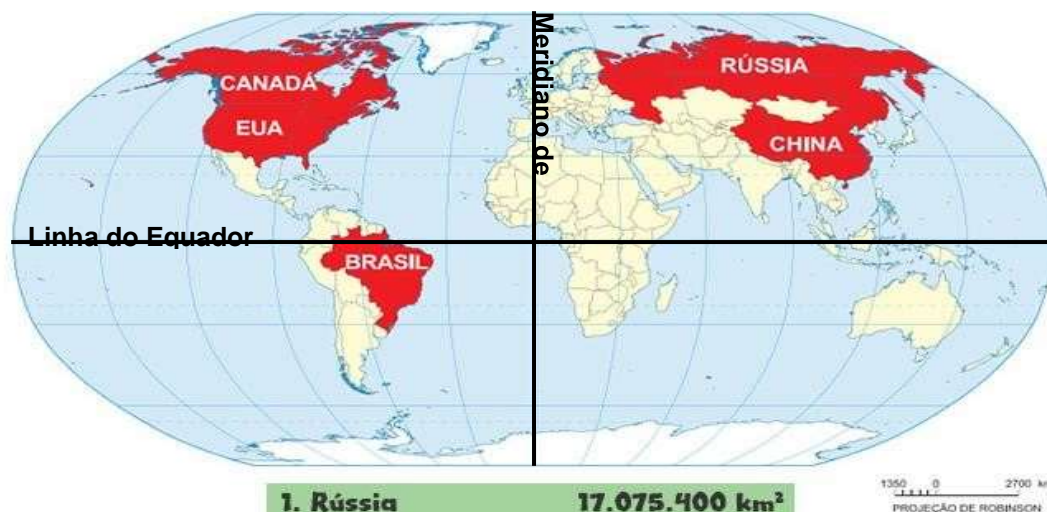 Meridiano de
CANADÁ
EUA
RÚSSIA
CHINA
Linha do Equador
BRASIL
1. Rússia 17.075.400 km²
1350 0 2700 km
PROJEÇÃO DE ROBINSON